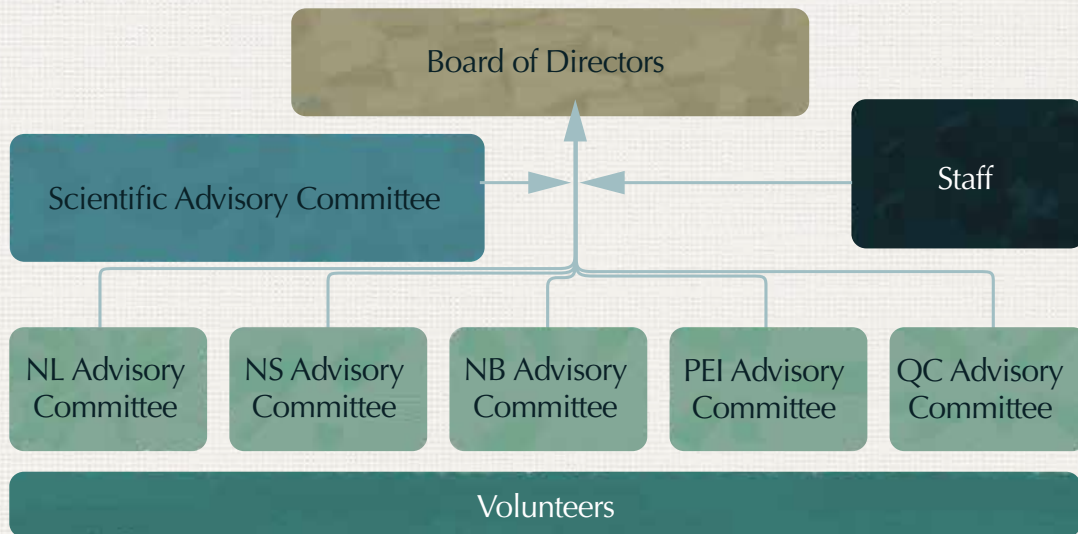 Board of Directors
Scientific Advisory Committee
Staff
NL Advisory
Committee
NS Advisory
Committee
NB Advisory
Committee
PEI Advisory
Committee
QC Advisory
Committee
Volunteers